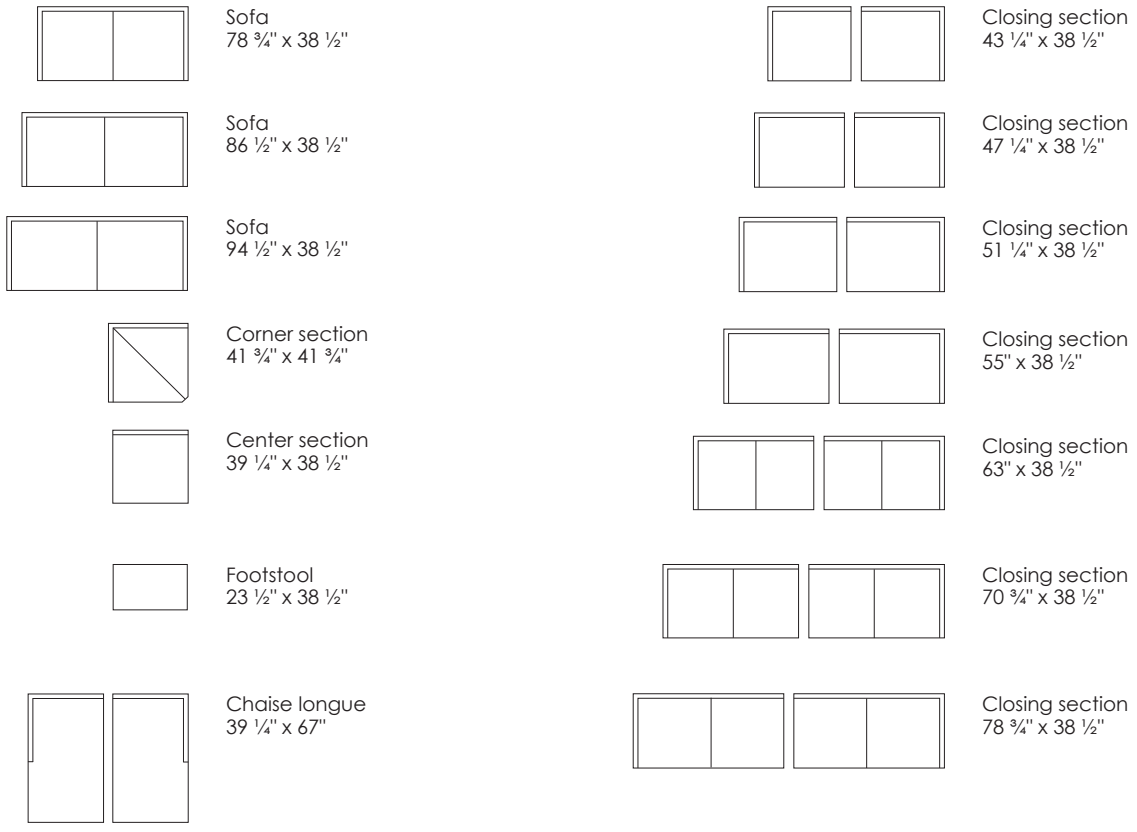 Sofa
78 ¾" x 38 ½"
Sofa
86 ½" x 38 ½"
Sofa
94 ½" x 38 ½"
Corner section
41 ¾" x 41 ¾"
Center section
39 ¼" x 38 ½"
Footstool
23 ½" x 38 ½"
Chaise longue
39 ¼" x 67"
Closing section
43 ¼" x 38 ½"
Closing section
47 ¼" x 38 ½"
Closing section
51 ¼" x 38 ½"
Closing section
55" x 38 ½"
Closing section
63" x 38 ½"
Closing section
70 ¾" x 38 ½"
Closing section
78 ¾" x 38 ½"